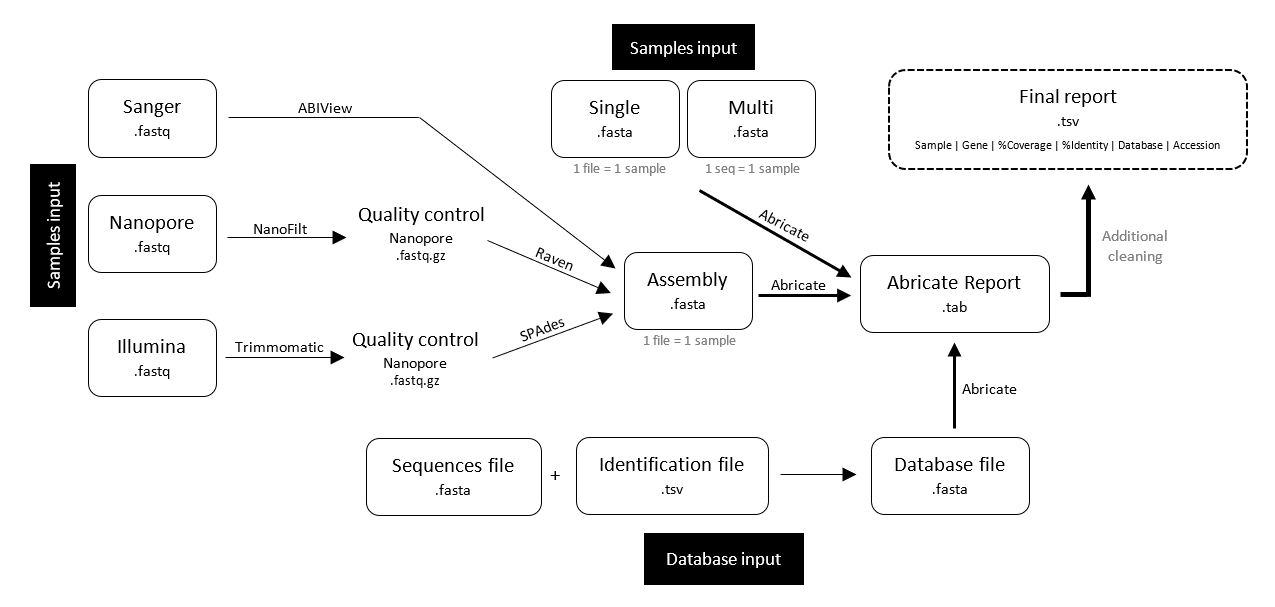 Samples input
Sanger
.fastq
ABIView
Nanopore
.fastq
NanoFilt
Quality control
Nanopore
.fastq.gz
Raven
Illumina
.fastq
Trimmomatic
Quality control
Nanopore
.fastq.gz
SPAdes
Samples input
Single
.fasta
1 file = 1 sample
Multi
.fasta
1 seq = 1 sample
Abricate
Assembly
.fasta
1 file = 1 sample
Abricate
Abricate Report
.tab
Additional
cleaning
Final report
.tsv
Sample | Gene | %Coverage | %Identity | Database | Accession
Abricate
Sequences file
.fasta
+
Identification file
.tsv
Database file
.fasta
Database input